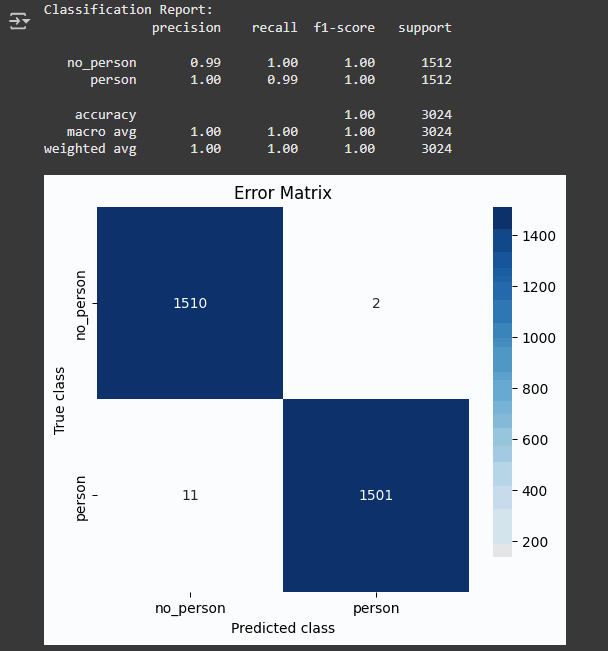 Classification Report:
precision recall f1-score support
no_person 0.99 1.00 1.00 1512
person 1.00 0.99 1.00 1512
accuracy 1.00 3024
macro avg 1.00 1.00 1.00 3024
weighted avg 1.00 1.00 1.00 3024
Error Matrix
True class
no_person
person
1510
2
11
1501
no_person
person
Predicted class
1400
1200
1000
800
600
400
200